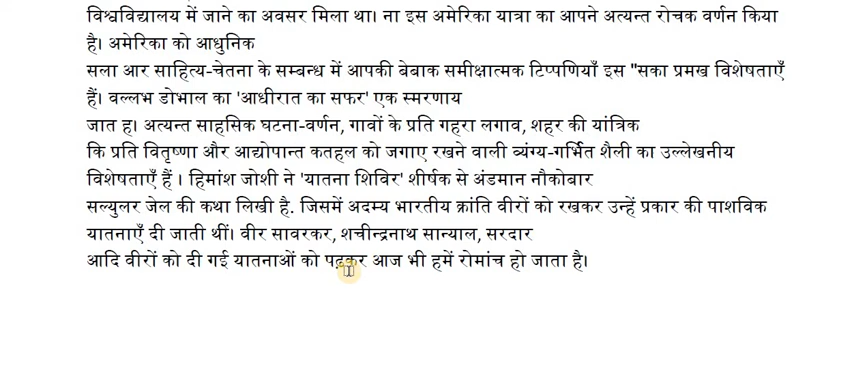 विश्वविद्यालय में जाने का अवसर मिला था। ना इस अमेरिका यात्रा का आपने अत्यन्त रोचक वर्णन किया
है। अमेरिका को आधुनिक
सला आर साहित्य-चेतना के सम्बन्ध में आपकी बेबाक समीक्षात्मक टिप्पणियाँ इस "सका प्रमख विशेषताएँ
हैं। वल्लभ डोभाल का 'आधीरात का सफर' एक स्मरणाय
जात ह। अत्यन्त साहसिक घटना-वर्णन, गावों के प्रति गहरा लगाव, शहर की यांत्रिक
कि प्रति वितृष्णा और आद्योपान्त कतहल को जगाए रखने वाली व्यंग्य-गर्भित शैली का उल्लेखनीय
विशेषताएँ हैं । हिमांश जोशी ने 'यातना शिविर' शीर्षक से अंडमान नौकोबार
सल्युलर जेल की कथा लिखी है. जिसमें अदम्य भारतीय क्रांति वीरों को रखकर उन्हें प्रकार की पाशविक
यातनाएँ दी जाती थीं। वीर सावरकर, शचीन्द्रनाथ सान्याल, सरदार
आदि वीरों को दी गई यातनाओं को पढ़कर आज भी हमें रोमांच हो जाता है।